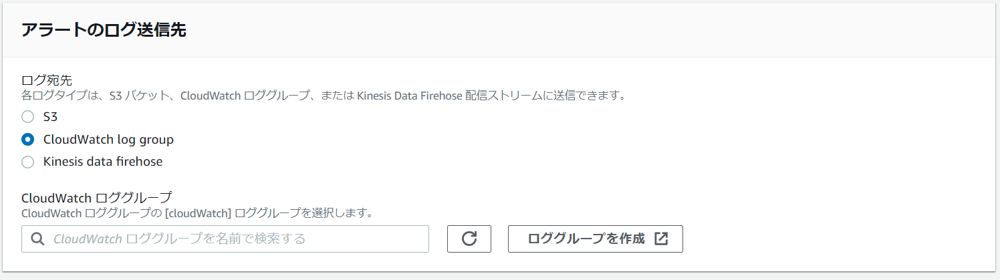 アラートのログ送信先
ログ宛先
各ログタイプは、S3 バケット、CloudWatch ロググループ、または Kinesis Data Firehose 配信ストリームに送信できます。
S3
CloudWatch log group
Kinesis data firehose
CloudWatch ロググループ
CloudWatch ロググループの [cloudWatch] ロググループを選択します。
CloudWatch ロググループを名前で検索する
ロググループを作成